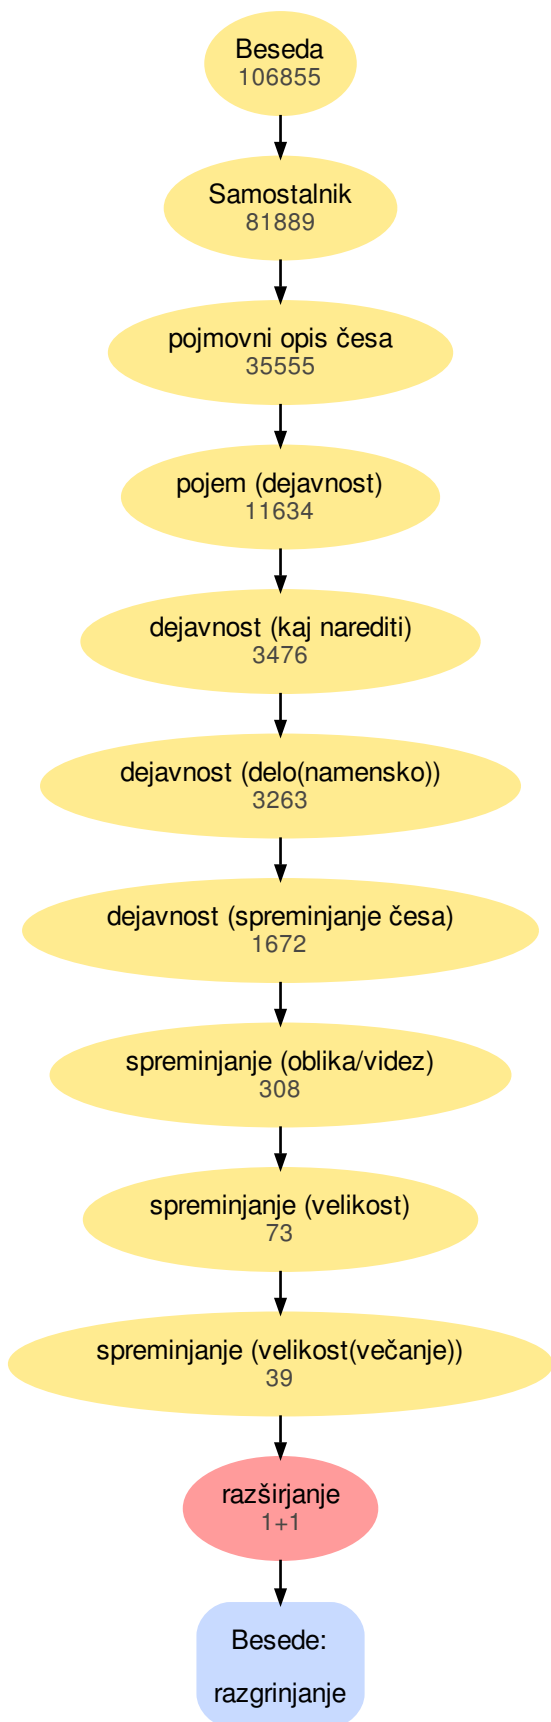 Beseda
106855
Samostalnik
81889
pojmovni opis česa
35555
pojem (dejavnost)
11634
dejavnost (kaj narediti)
3476
dejavnost (delo(namensko))
3263
dejavnost (spreminjanje česa)
1672
spreminjanje (oblika/videz)
308
spreminjanje (velikost)
73
spreminjanje (velikost(večanje))
39
razširjanje
1+1
Besede:
razgrinjanje